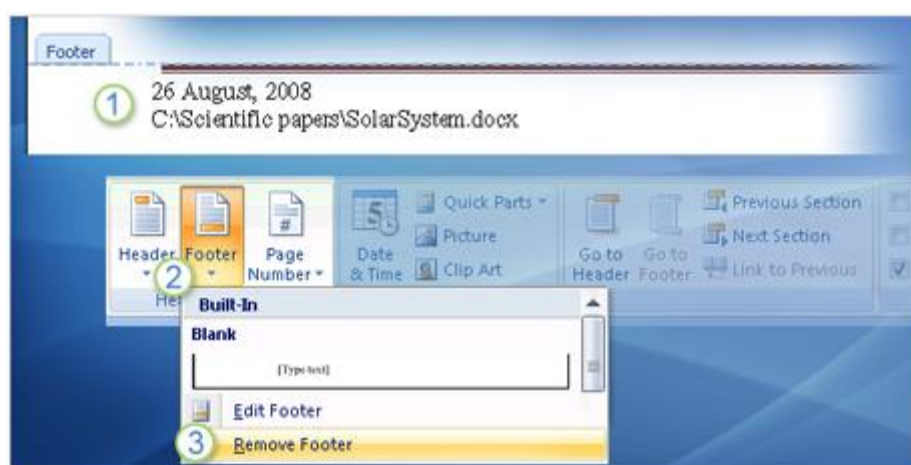 Footer
1
26 August, 2008
C:\Scientific papers\SolarSystem.docx
Header
Footer
Page Number
Date & Time
Quick Parts
Picture
Clip Art
Go to Header
Go to Footer
Previous Section
Next Section
Link to Previous
2
Built-In
Blank
[Type text]
Edit Footer
3
Remove Footer